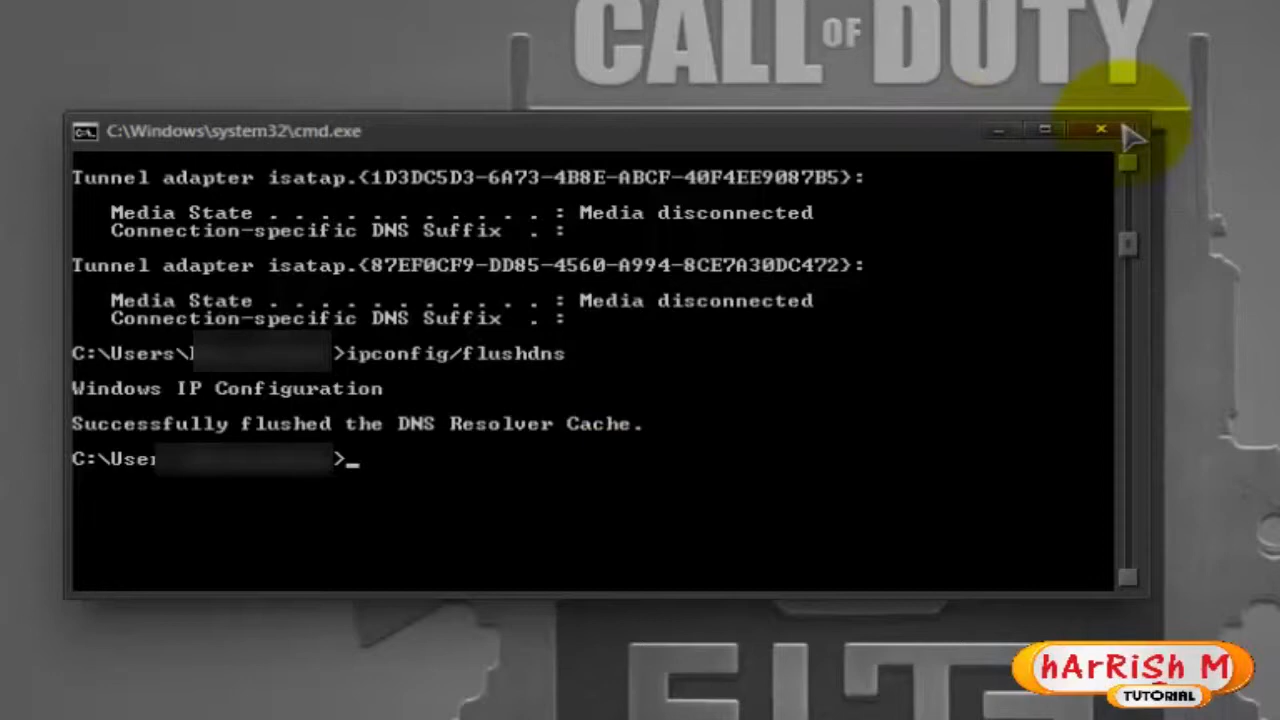 CALL OF DUTY
C:\Windows\system32\cmd.exe
Tunnel adapter isatap.{1D3DC5D3-6A73-4B8E-ABCF-40F4EE9087B5}:
Media State . . . . . . . . . . . : Media disconnected
Connection-specific DNS Suffix . :
Tunnel adapter isatap.{87EF0CF9-DD85-4560-A994-8CE7A30DC472}:
Media State . . . . . . . . . . . : Media disconnected
Connection-specific DNS Suffix . :
C:\Users\ >ipconfig/flushdns
Windows IP Configuration
Successfully flushed the DNS Resolver Cache.
C:\User >_
hArRiSh M
TUTORIAL